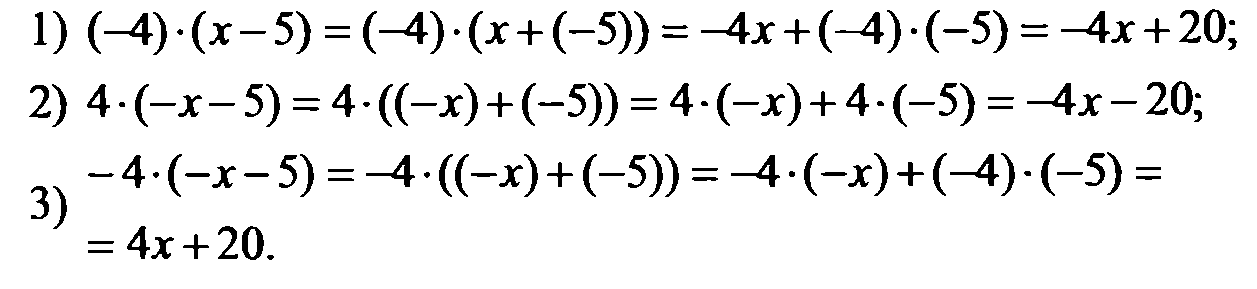 1) (–4)·(x – 5) = (–4)·(x + (–5)) = –4x + (–4)·(–5) = –4x + 20;
2) 4·(–x – 5) = 4·((–x) + (–5)) = 4·(–x) + 4·(–5) = –4x – 20;
3) – 4·(–x – 5) = –4·((–x) + (–5)) = –4·(–x) + (–4)·(–5) =
= 4x + 20.